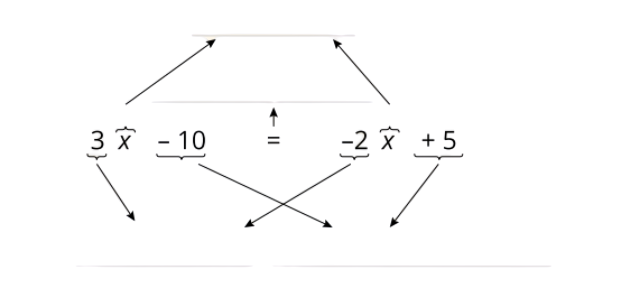 3 x – 10 = –2 x + 5